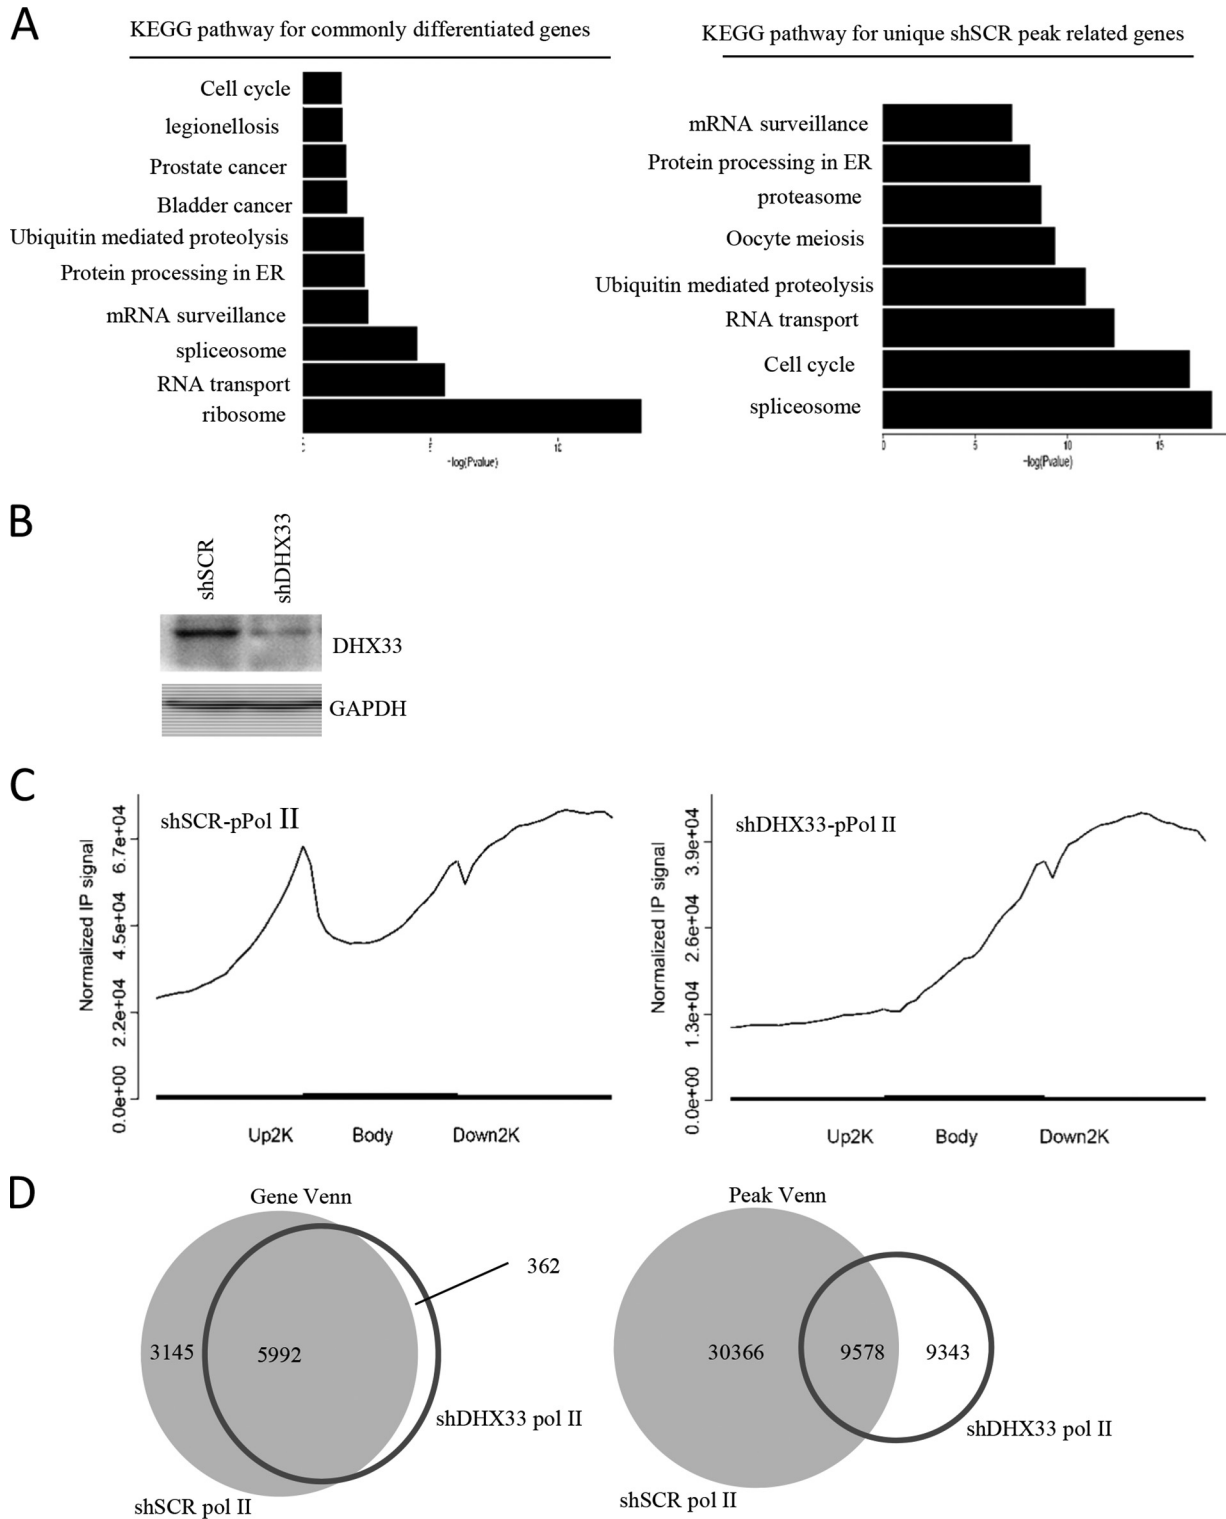 A
KEGG pathway for commonly differentiated genes
Cell cycle
legionellosis
Prostate cancer
Bladder cancer
Ubiquitin mediated proteolysis
Protein processing in ER
mRNA surveillance
spliceosome
RNA transport
ribosome
0 5 10
-log(Pvalue)
KEGG pathway for unique shSCR peak related genes
mRNA surveillance
Protein processing in ER
proteasome
Oocyte meiosis
Ubiquitin mediated proteolysis
RNA transport
Cell cycle
spliceosome
0 5 10 15
-log(Pvalue)
B
shSCR
shDHX33
DHX33
GAPDH
C
shSCR-pPol II
Normalized IP signal
6.7e+04
4.5e+04
2.2e+04
0.0e+00
Up2K Body Down2K
shDHX33-pPol II
Normalized IP signal
3.9e+04
2.6e+04
1.3e+04
0.0e+00
Up2K Body Down2K
D
Gene Venn
362
3145 5992
shDHX33 pol II
shSCR pol II
Peak Venn
30366 9578 9343
shDHX33 pol II
shSCR pol II